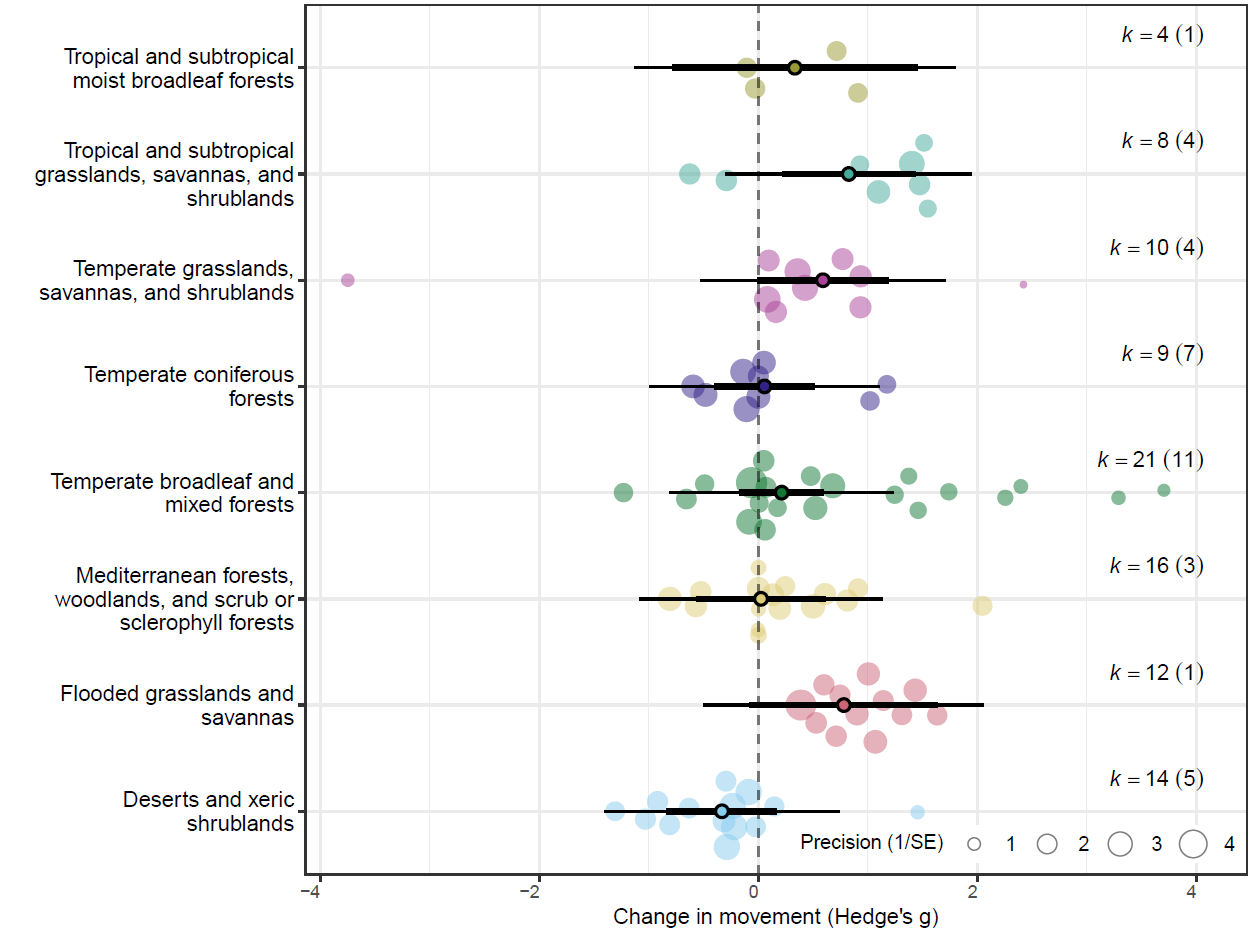 Tropical and subtropical
moist broadleaf forests
k = 4 (1)
Tropical and subtropical
grasslands, savannas, and
shrublands
k = 8 (4)
Temperate grasslands,
savannas, and shrublands
k = 10 (4)
Temperate coniferous
forests
k = 9 (7)
Temperate broadleaf and
mixed forests
k = 21 (11)
Mediterranean forests,
woodlands, and scrub or
sclerophyll forests
k = 16 (3)
Flooded grasslands and
savannas
k = 12 (1)
Deserts and xeric
shrublands
k = 14 (5)
Precision (1/SE) 1 2 3 4
−4 −2 0 2 4
Change in movement (Hedge's g)